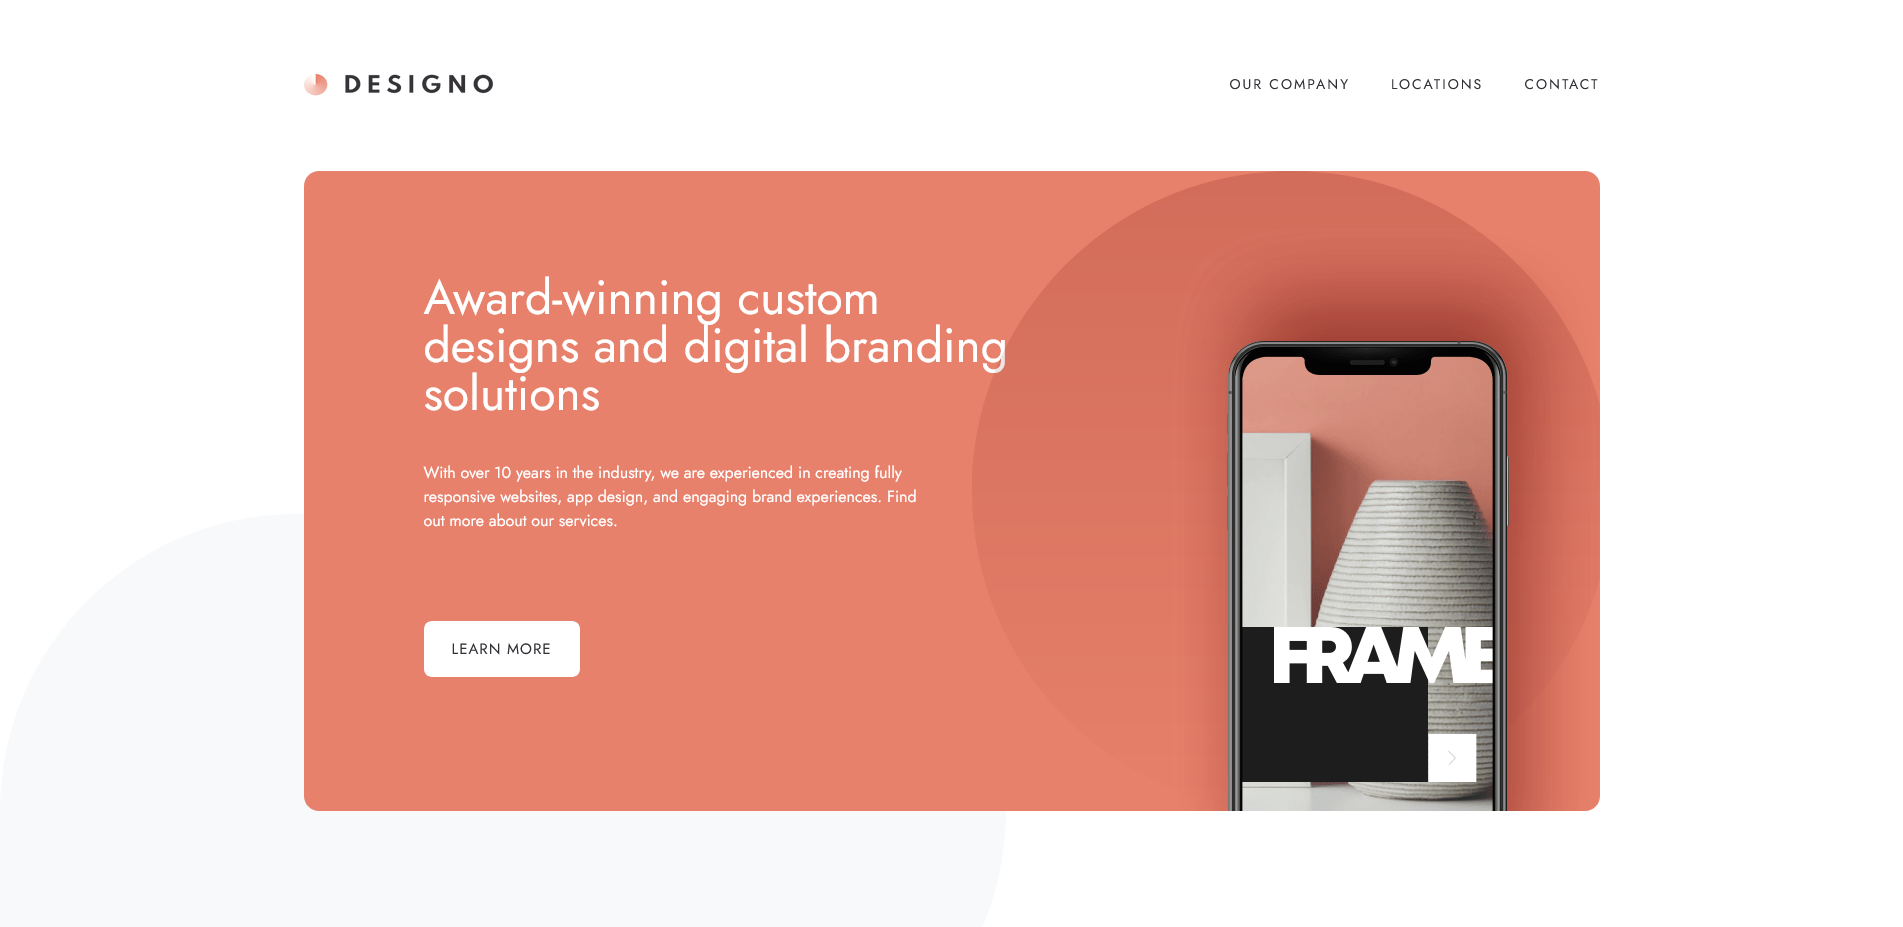 DESIGNO
OUR COMPANY
LOCATIONS
CONTACT
Award-winning custom
designs and digital branding
solutions
With over 10 years in the industry, we are experienced in creating fully
responsive websites, app design, and engaging brand experiences. Find
out more about our services.
LEARN MORE
FRAME